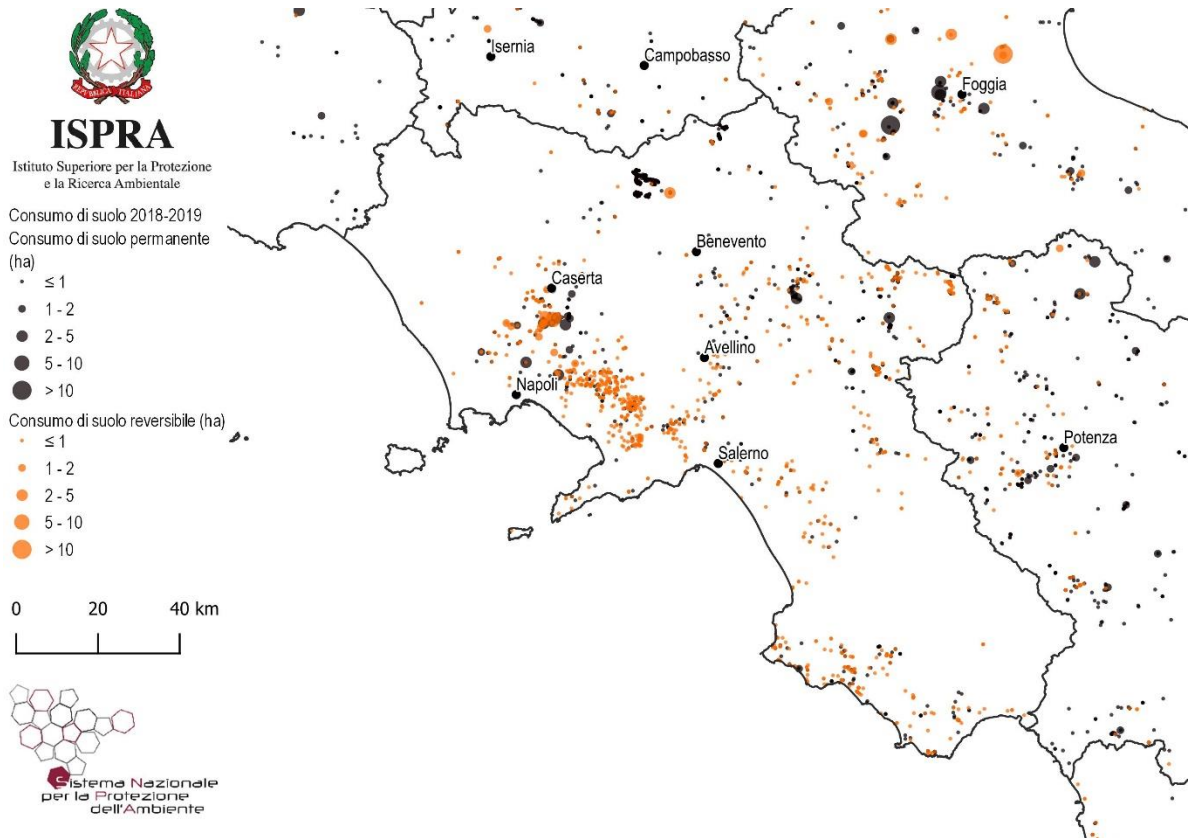 REPVBBLICA ITALIANA
ISPRA
Istituto Superiore per la Protezione
e la Ricerca Ambientale
Consumo di suolo 2018-2019
Consumo di suolo permanente
(ha)
≤ 1
1 - 2
2 - 5
5 - 10
> 10
Consumo di suolo reversibile (ha)
≤ 1
1 - 2
2 - 5
5 - 10
> 10
0 20 40 km
Sistema Nazionale
per la Protezione
dell'Ambiente
Isernia
Campobasso
Foggia
Benevento
Caserta
Avellino
Napoli
Salerno
Potenza